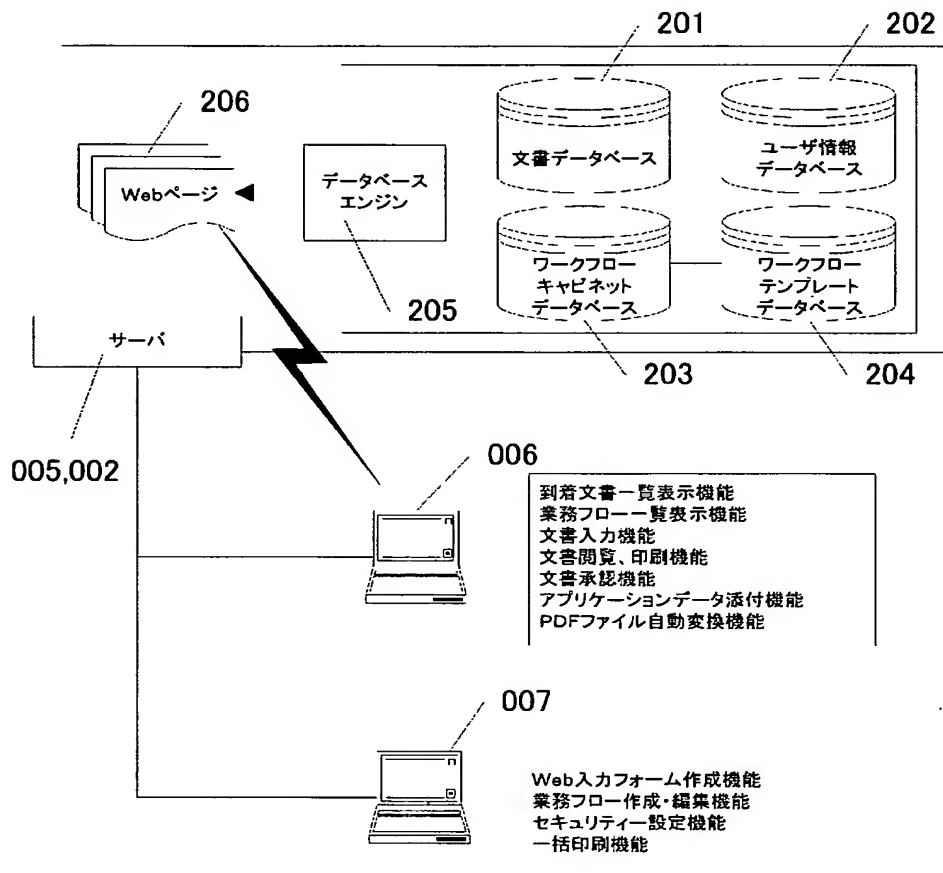 201
202
206
文書データベース
ユーザ情報
データベース
Webページ
データベース
エンジン
ワークフロー
キャビネット
データベース
ワークフロー
テンプレート
データベース
205
サーバ
203
204
005,002
006
到着文書一覧表示機能
業務フロー一覧表示機能
文書入力機能
文書閲覧、印刷機能
文書承認機能
アプリケーションデータ添付機能
PDFファイル自動変換機能
007
Web入力フォーム作成機能
業務フロー作成・編集機能
セキュリティー設定機能
一括印刷機能